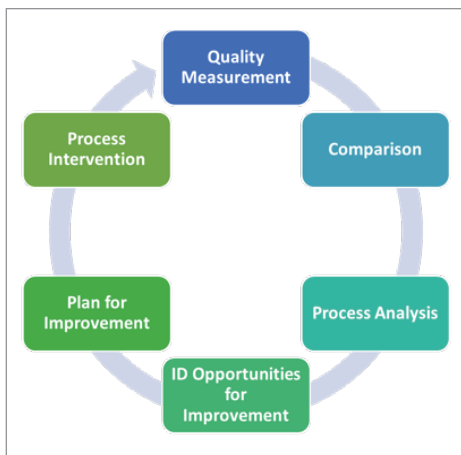 Quality
Measurement
Comparison
Process Analysis
ID Opportunities
for
Improvement
Plan for
Improvement
Process
Intervention